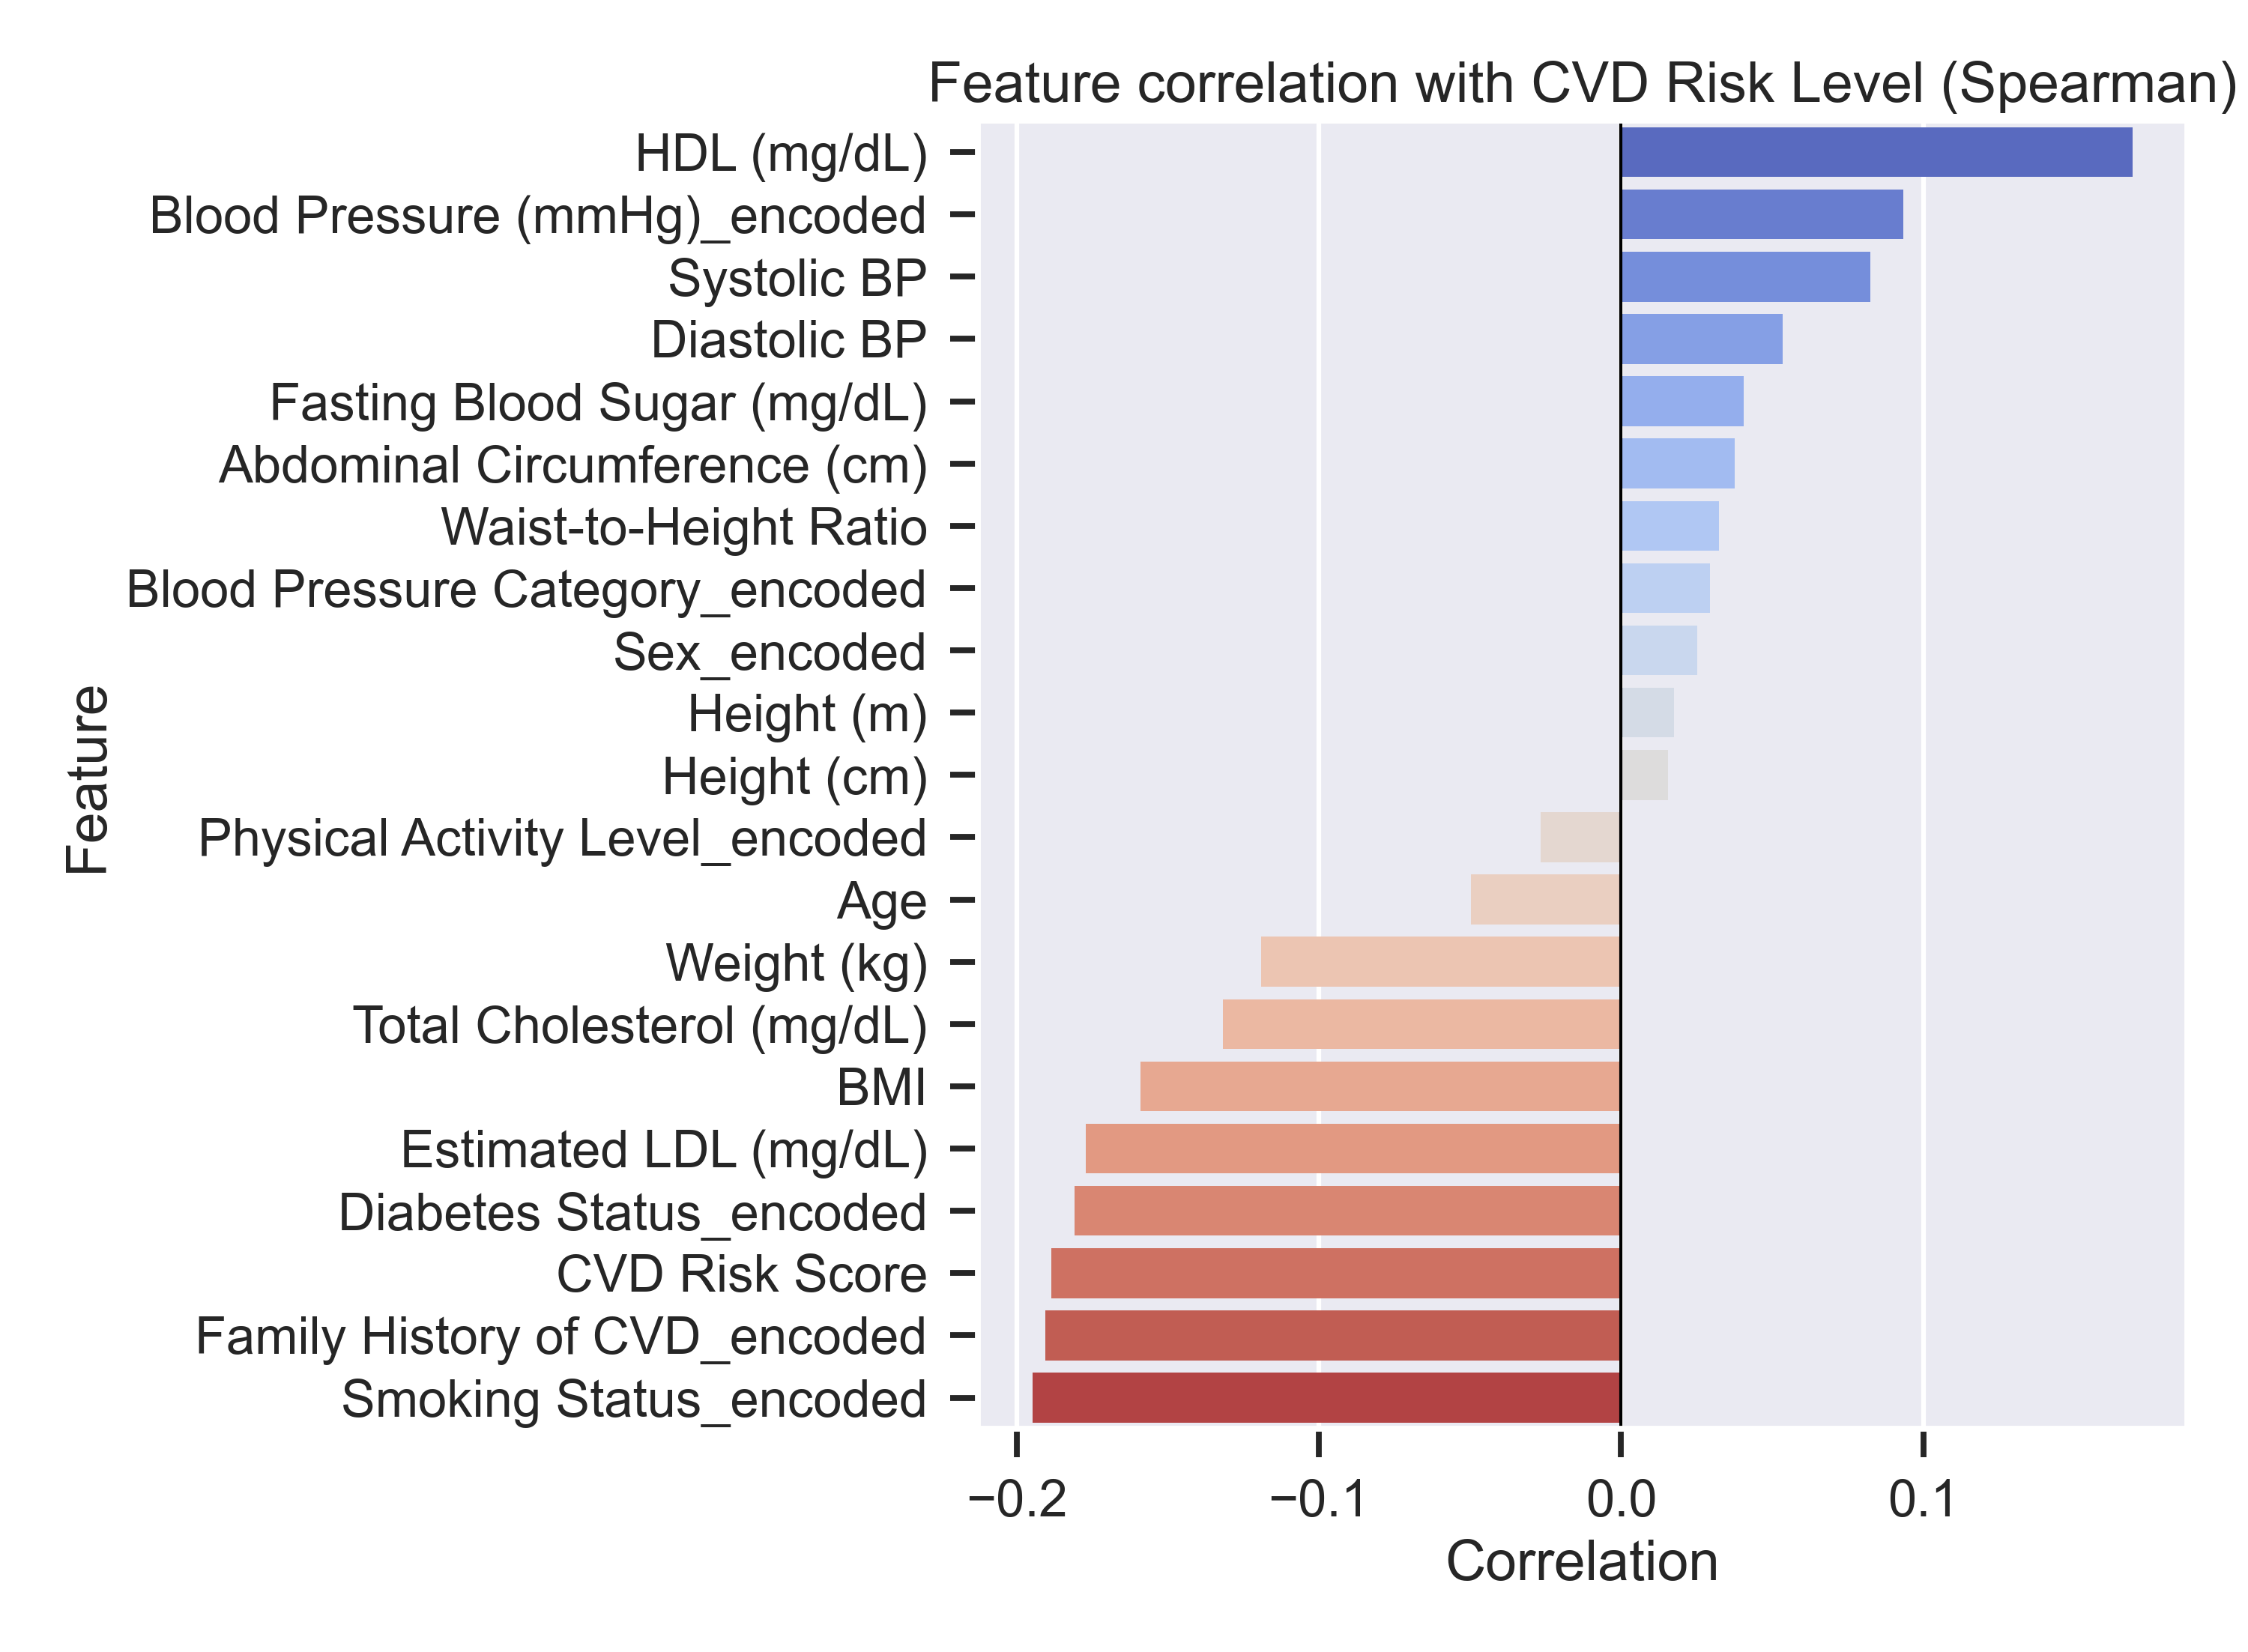 Feature correlation with CVD Risk Level (Spearman)
HDL (mg/dL)
Blood Pressure (mmHg)_encoded
Systolic BP
Diastolic BP
Fasting Blood Sugar (mg/dL)
Abdominal Circumference (cm)
Waist-to-Height Ratio
Blood Pressure Category_encoded
Sex_encoded
Height (m)
Height (cm)
Physical Activity Level_encoded
Age
Weight (kg)
Total Cholesterol (mg/dL)
BMI
Estimated LDL (mg/dL)
Diabetes Status_encoded
CVD Risk Score
Family History of CVD_encoded
Smoking Status_encoded
Feature
−0.2 −0.1 0.0 0.1
Correlation